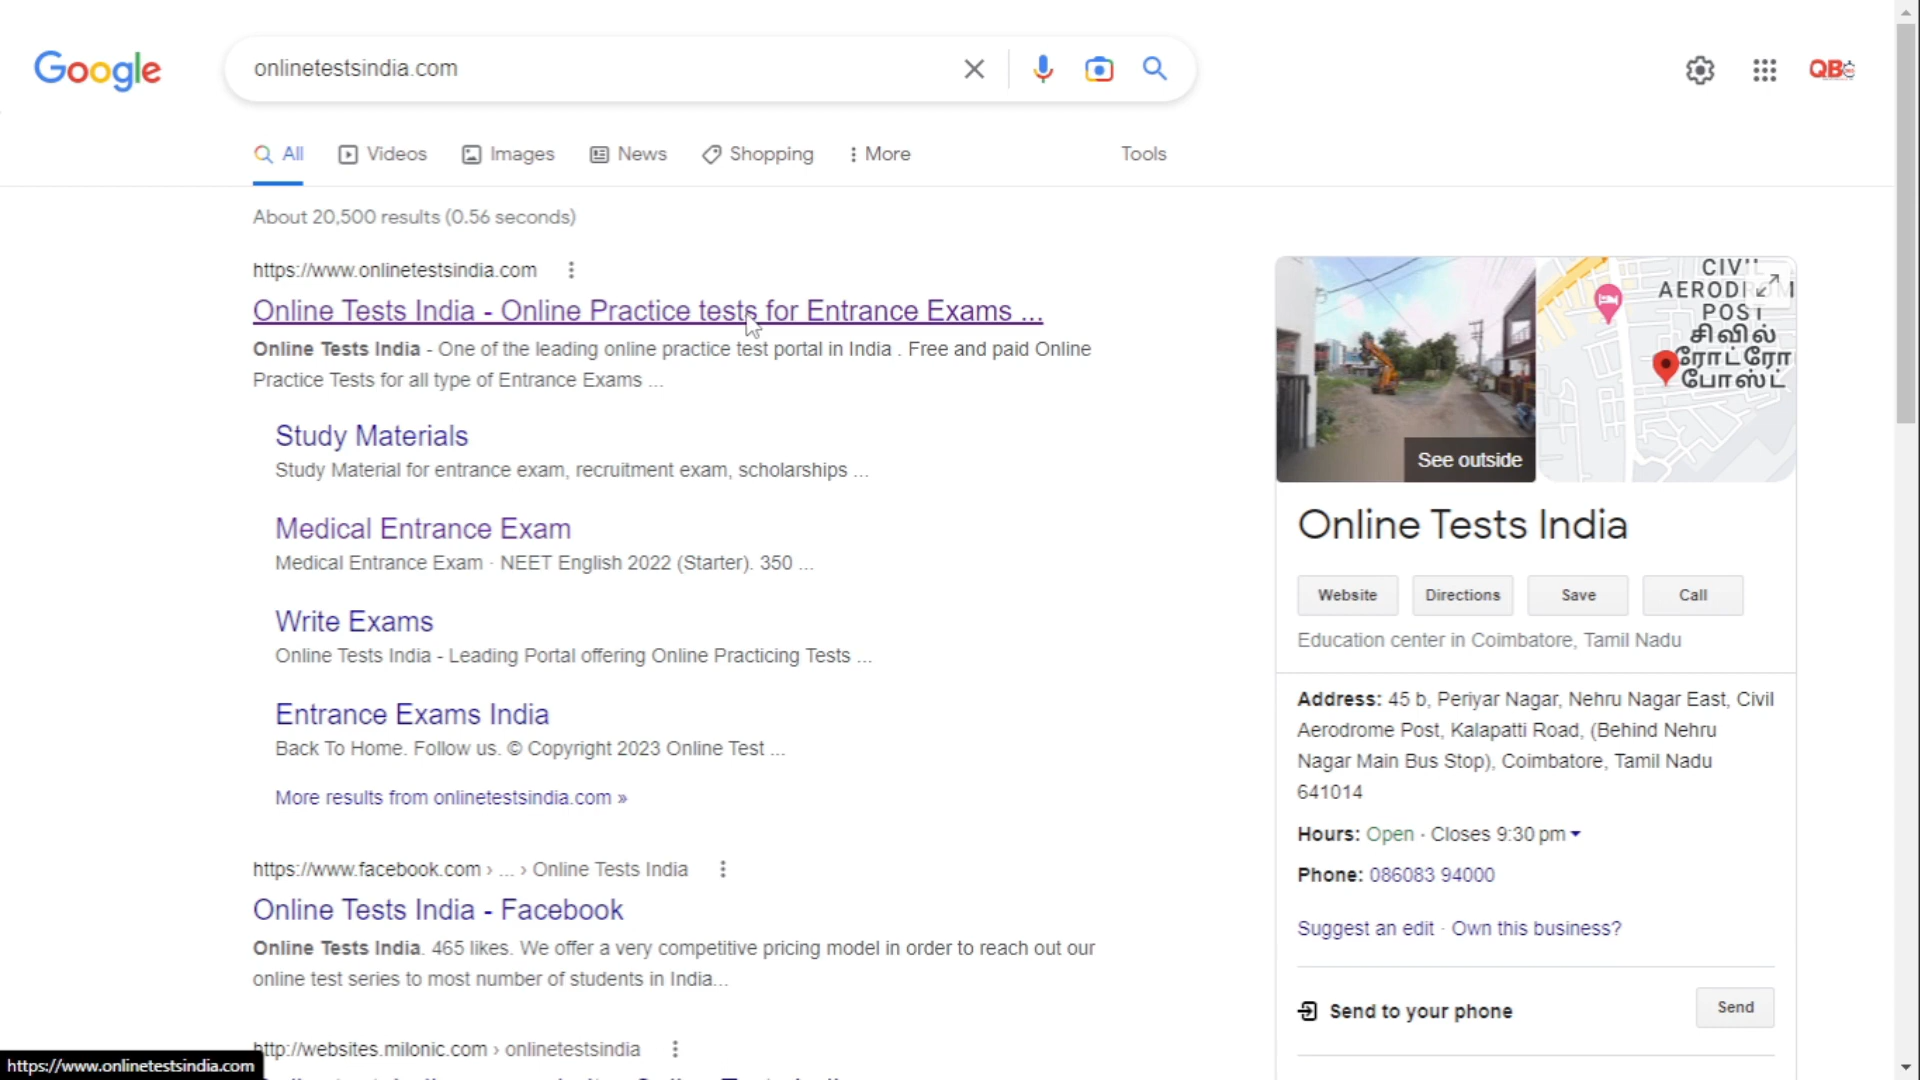 Google
onlinetestsindia.com
QB
All
Videos
Images
News
Shopping
More
Tools
About 20,500 results (0.56 seconds)
https://www.onlinetestsindia.com
Online Tests India - Online Practice tests for Entrance Exams ...
Online Tests India - One of the leading online practice test portal in India . Free and paid Online
Practice Tests for all type of Entrance Exams ...
Study Materials
Study Material for entrance exam, recruitment exam, scholarships ...
Medical Entrance Exam
Medical Entrance Exam · NEET English 2022 (Starter). 350 ...
Write Exams
Online Tests India - Leading Portal offering Online Practicing Tests ...
Entrance Exams India
Back To Home. Follow us. © Copyright 2023 Online Test ...
More results from onlinetestsindia.com »
https://www.facebook.com › ... › Online Tests India
Online Tests India - Facebook
Online Tests India. 465 likes. We offer a very competitive pricing model in order to reach out our
online test series to most number of students in India...
http://websites.milonic.com › onlinetestsindia
https://www.onlinetestsindia.com
See outside
CIVIL
AERODROM
POST
சிவில்
ரோட்ரோ
போஸ்ட்
Online Tests India
Website
Directions
Save
Call
Education center in Coimbatore, Tamil Nadu
Address: 45 b, Periyar Nagar, Nehru Nagar East, Civil
Aerodrome Post, Kalapatti Road, (Behind Nehru
Nagar Main Bus Stop), Coimbatore, Tamil Nadu
641014
Hours: Open · Closes 9:30 pm
Phone: 086083 94000
Suggest an edit · Own this business?
Send to your phone
Send